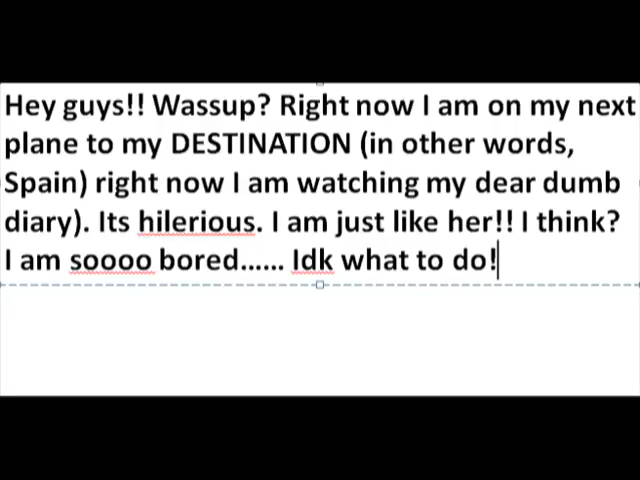 Hey guys!! Wassup? Right now I am on my next
plane to my DESTINATION (in other words,
Spain) right now I am watching my dear dumb
diary). Its hilerious. I am just like her!! I think?
I am soooo bored...... Idk what to do!